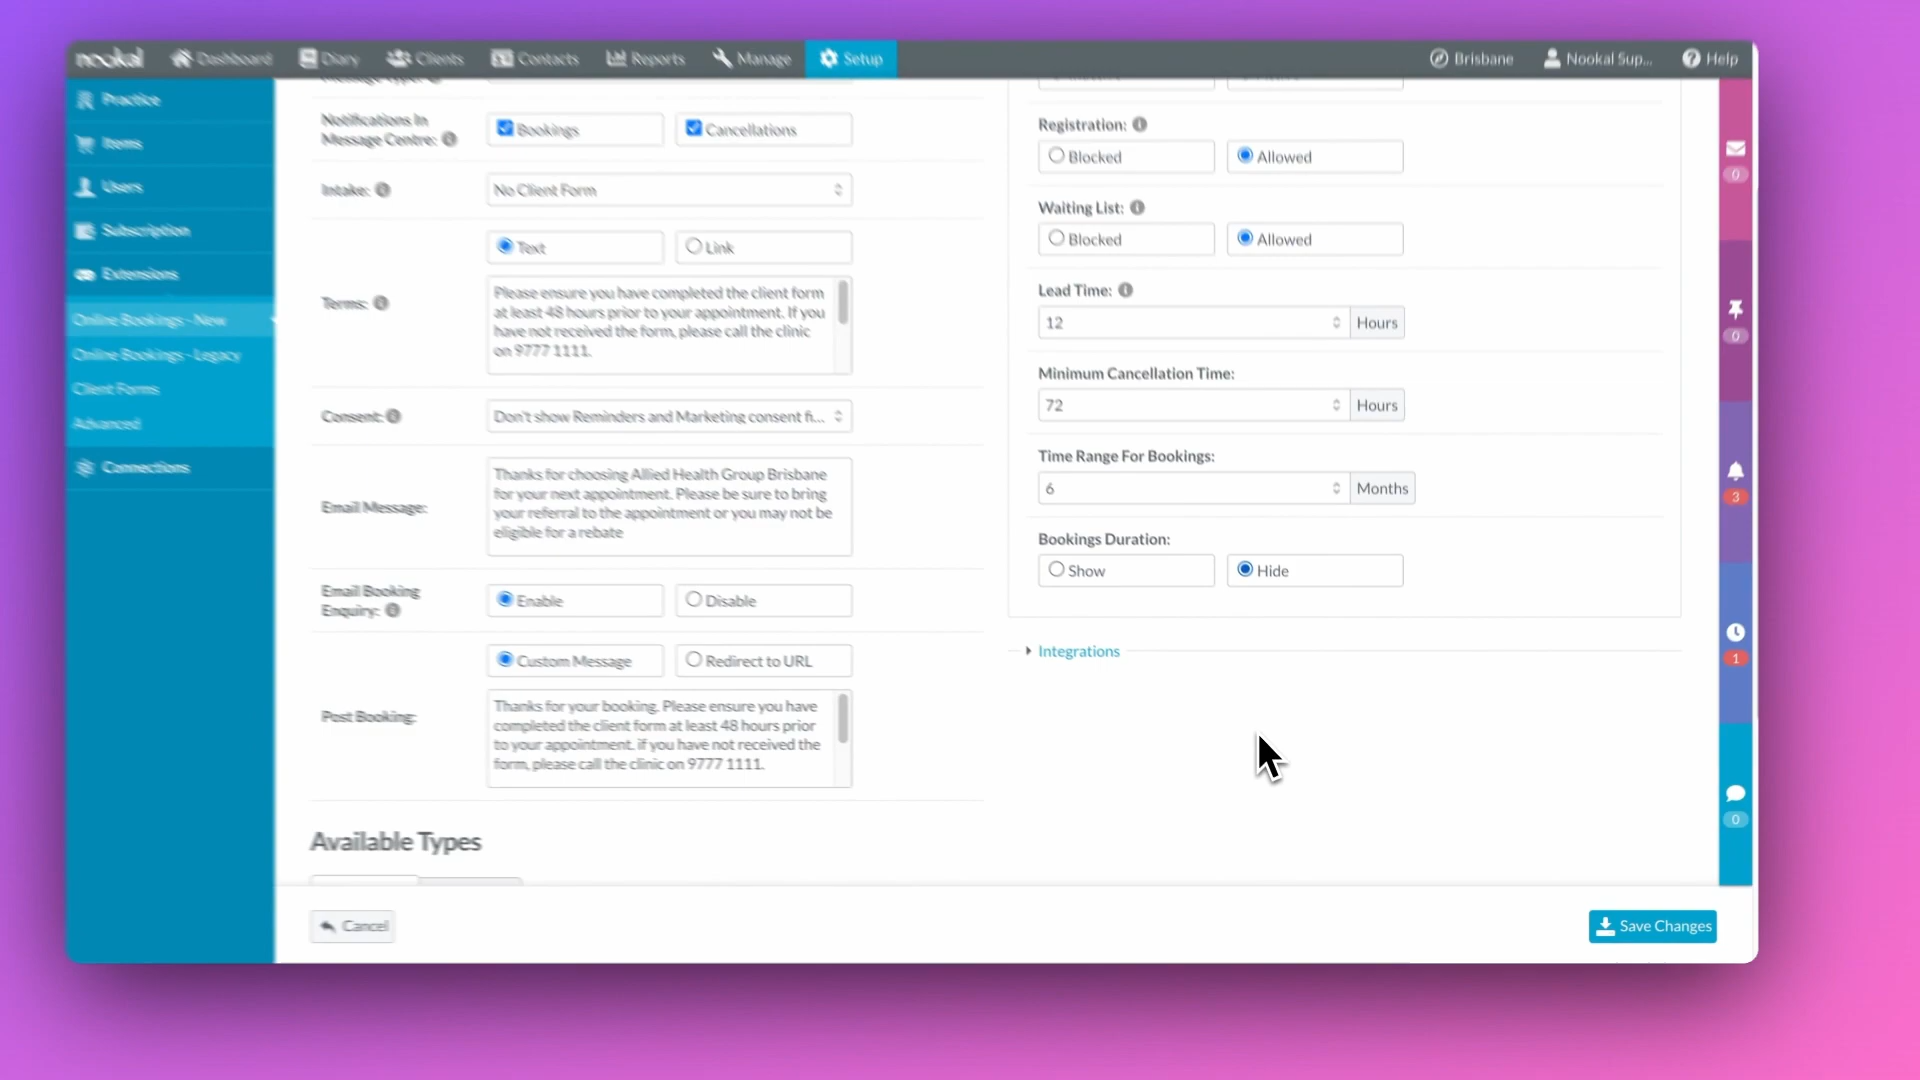 nookal
Dashboard
Diary
Clients
Contacts
Reports
Manage
Setup
Brisbane
Nookal Sup...
Help
Practice
Items
Users
Subscription
Extensions
Online Bookings - New
Online Bookings - Legacy
Client Forms
Advanced
Connections
Notifications In
Message Centre:
Bookings
Cancellations
Intake:
No Client Form
Text
Link
Terms:
Please ensure you have completed the client form
at least 48 hours prior to your appointment. If you
have not received the form, please call the clinic
on 9777 1111.
Consent:
Don't show Reminders and Marketing consent fi...
Email Message:
Thanks for choosing Allied Health Group Brisbane
for your next appointment. Please be sure to bring
your referral to the appointment or you may not be
eligible for a rebate
Email Booking
Enquiry:
Enable
Disable
Custom Message
Redirect to URL
Post Booking:
Thanks for your booking. Please ensure you have
completed the client form at least 48 hours prior
to your appointment. if you have not received the
form, please call the clinic on 9777 1111.
Available Types
Registration:
Blocked
Allowed
Waiting List:
Blocked
Allowed
Lead Time:
12
Hours
Minimum Cancellation Time:
72
Hours
Time Range For Bookings:
6
Months
Bookings Duration:
Show
Hide
Integrations
0
0
3
1
0
Cancel
Save Changes